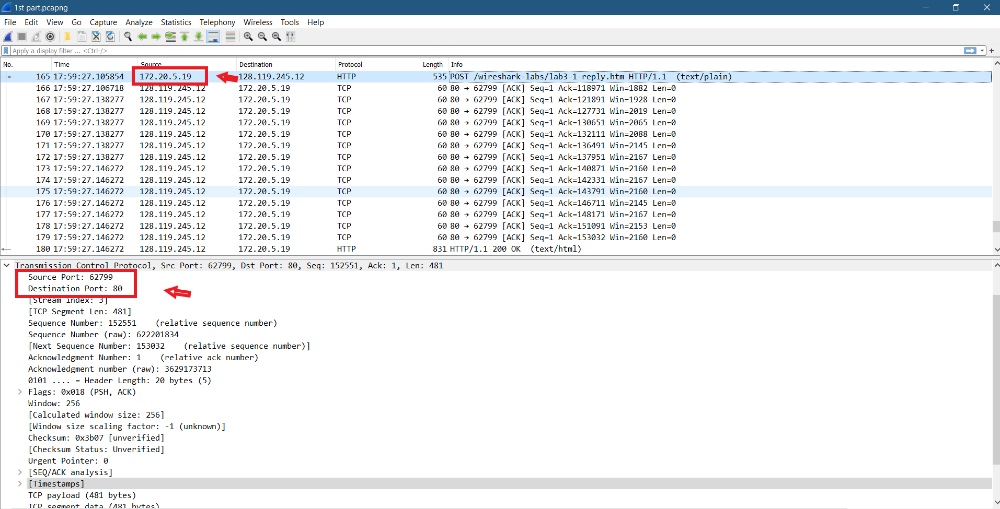 1st part.pcapng
File Edit View Go Capture Analyze Statistics Telephony Wireless Tools Help
Apply a display filter ... <Ctrl-/>
No. Time Source Destination Protocol Length Info
165 17:59:27.105854 172.20.5.19 128.119.245.12 HTTP 535 POST /wireshark-labs/lab3-1-reply.htm HTTP/1.1 (text/plain)
166 17:59:27.106718 128.119.245.12 172.20.5.19 TCP 60 80 → 62799 [ACK] Seq=1 Ack=118971 Win=1882 Len=0
167 17:59:27.138277 128.119.245.12 172.20.5.19 TCP 60 80 → 62799 [ACK] Seq=1 Ack=121891 Win=1928 Len=0
168 17:59:27.138277 128.119.245.12 172.20.5.19 TCP 60 80 → 62799 [ACK] Seq=1 Ack=127731 Win=2019 Len=0
169 17:59:27.138277 128.119.245.12 172.20.5.19 TCP 60 80 → 62799 [ACK] Seq=1 Ack=130651 Win=2065 Len=0
170 17:59:27.138277 128.119.245.12 172.20.5.19 TCP 60 80 → 62799 [ACK] Seq=1 Ack=132111 Win=2088 Len=0
171 17:59:27.138277 128.119.245.12 172.20.5.19 TCP 60 80 → 62799 [ACK] Seq=1 Ack=136491 Win=2145 Len=0
172 17:59:27.138277 128.119.245.12 172.20.5.19 TCP 60 80 → 62799 [ACK] Seq=1 Ack=137951 Win=2167 Len=0
173 17:59:27.146272 128.119.245.12 172.20.5.19 TCP 60 80 → 62799 [ACK] Seq=1 Ack=140871 Win=2160 Len=0
174 17:59:27.146272 128.119.245.12 172.20.5.19 TCP 60 80 → 62799 [ACK] Seq=1 Ack=142331 Win=2167 Len=0
175 17:59:27.146272 128.119.245.12 172.20.5.19 TCP 60 80 → 62799 [ACK] Seq=1 Ack=143791 Win=2160 Len=0
176 17:59:27.146272 128.119.245.12 172.20.5.19 TCP 60 80 → 62799 [ACK] Seq=1 Ack=146711 Win=2145 Len=0
177 17:59:27.146272 128.119.245.12 172.20.5.19 TCP 60 80 → 62799 [ACK] Seq=1 Ack=148171 Win=2167 Len=0
178 17:59:27.146272 128.119.245.12 172.20.5.19 TCP 60 80 → 62799 [ACK] Seq=1 Ack=151091 Win=2153 Len=0
179 17:59:27.146272 128.119.245.12 172.20.5.19 TCP 60 80 → 62799 [ACK] Seq=1 Ack=153032 Win=2160 Len=0
180 17:59:27.146272 128.119.245.12 172.20.5.19 HTTP 831 HTTP/1.1 200 OK (text/html)
Transmission Control Protocol, Src Port: 62799, Dst Port: 80, Seq: 152551, Ack: 1, Len: 481
Source Port: 62799
Destination Port: 80
[Stream index: 3]
[TCP Segment Len: 481]
Sequence Number: 152551 (relative sequence number)
Sequence Number (raw): 622201834
[Next Sequence Number: 153032 (relative sequence number)]
Acknowledgment Number: 1 (relative ack number)
Acknowledgment number (raw): 3629173713
0101 .... = Header Length: 20 bytes (5)
Flags: 0x018 (PSH, ACK)
Window: 256
[Calculated window size: 256]
[Window size scaling factor: -1 (unknown)]
Checksum: 0x3b07 [unverified]
[Checksum Status: Unverified]
Urgent Pointer: 0
[SEQ/ACK analysis]
[Timestamps]
TCP payload (481 bytes)
TCP segment data (481 bytes)